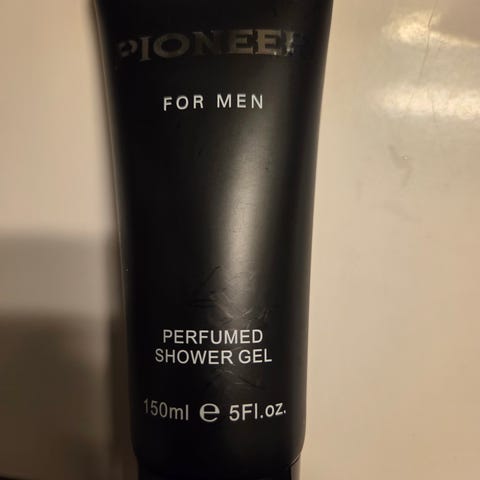 PIONEER
FOR MEN
PERFUMED
SHOWER GEL
150ml e 5Fl.oz.